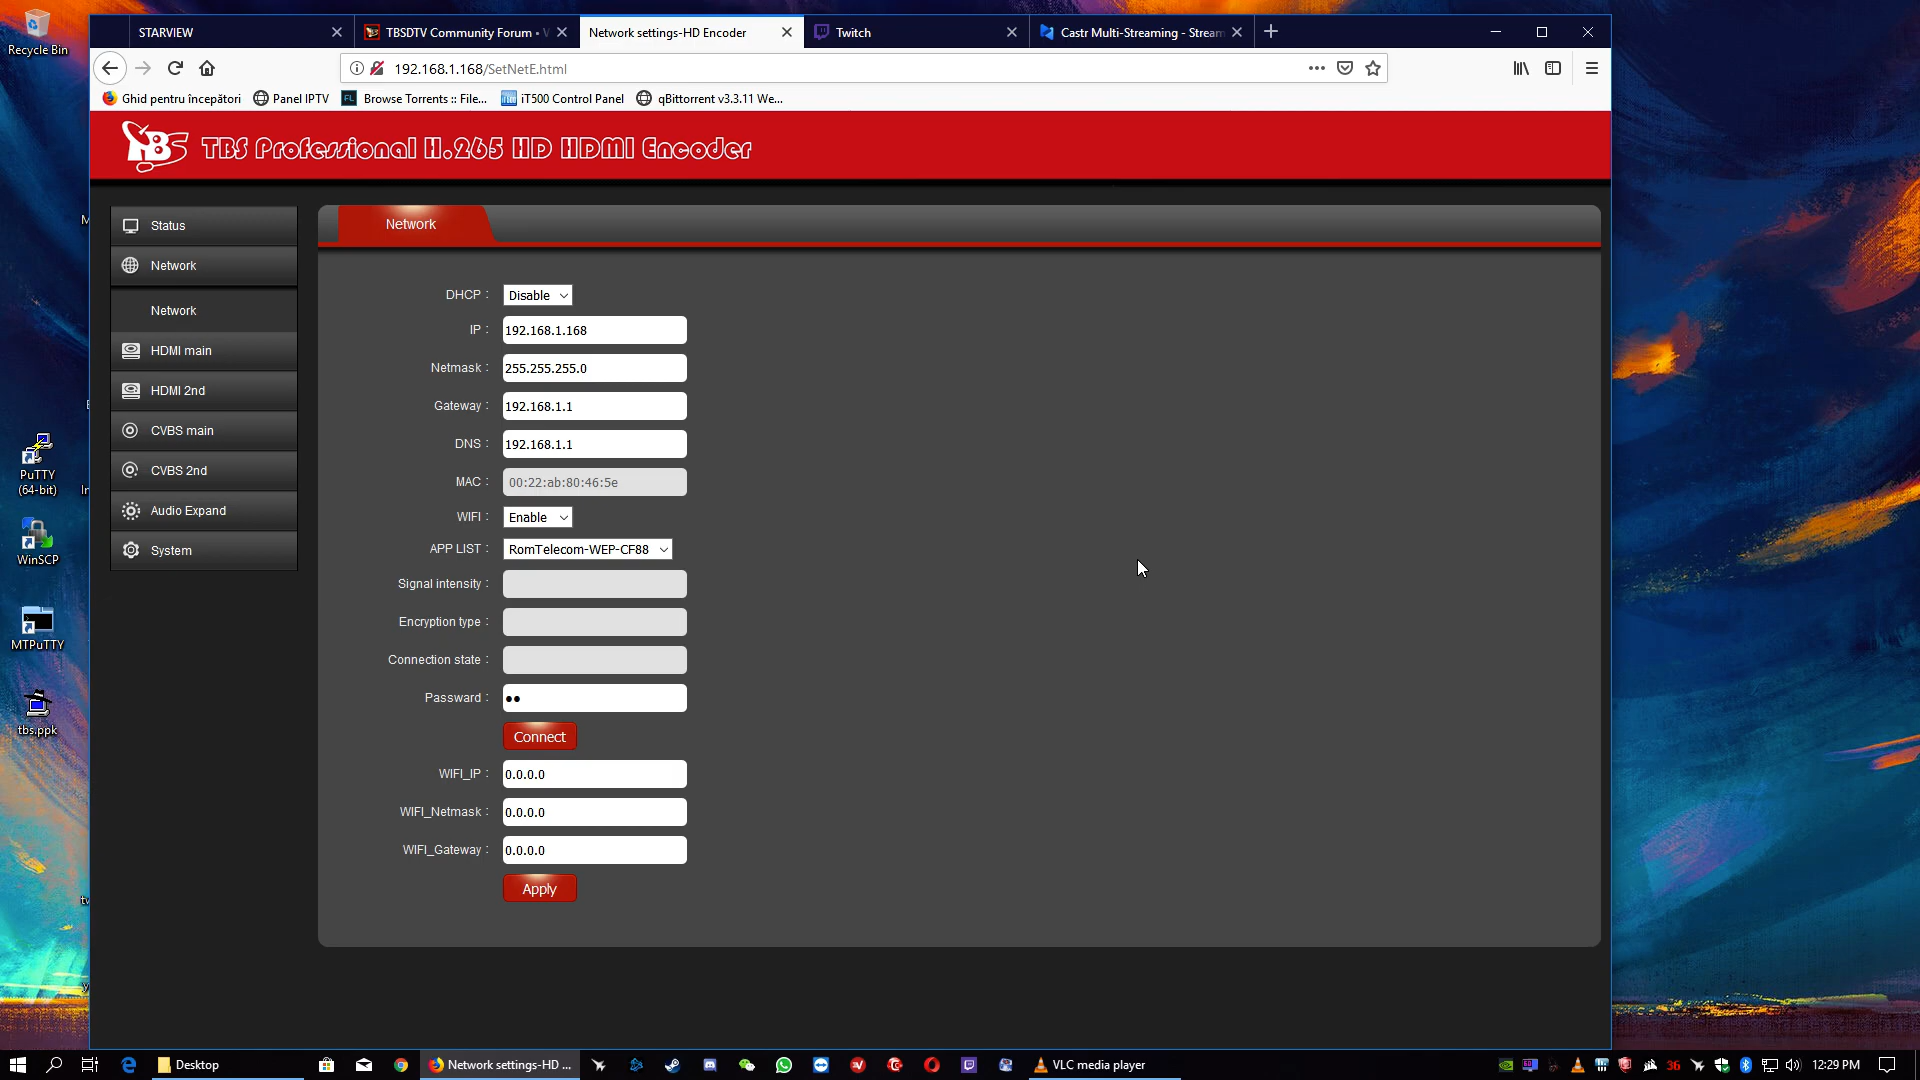 Recycle Bin
STARVIEW
TBSDTV Community Forum •
Network settings-HD Encoder
Twitch
Castr Multi-Streaming - Stream
192.168.1.168/SetNetE.html
Ghid pentru începători
Panel IPTV
FL
Browse Torrents :: File...
iT500 Control Panel
qBittorrent v3.3.11 We...
TBS
TBS Professional H.265 HD HDMI Encoder
Status
Network
Network
HDMI main
HDMI 2nd
CVBS main
CVBS 2nd
Audio Expand
System
Network
DHCP : Disable
IP : 192.168.1.168
Netmask : 255.255.255.0
Gateway : 192.168.1.1
DNS : 192.168.1.1
MAC : 00:22:ab:80:46:5e
WIFI : Enable
APP LIST : RomTelecom-WEP-CF88
Signal intensity :
Encryption type :
Connection state :
Passward : ●●
Connect
WIFI_IP : 0.0.0.0
WIFI_Netmask : 0.0.0.0
WIFI_Gateway : 0.0.0.0
Apply
PuTTY
(64-bit)
WinSCP
MTPuTTY
tbs.ppk
Desktop
Network settings-HD ...
VLC media player
36
12:29 PM